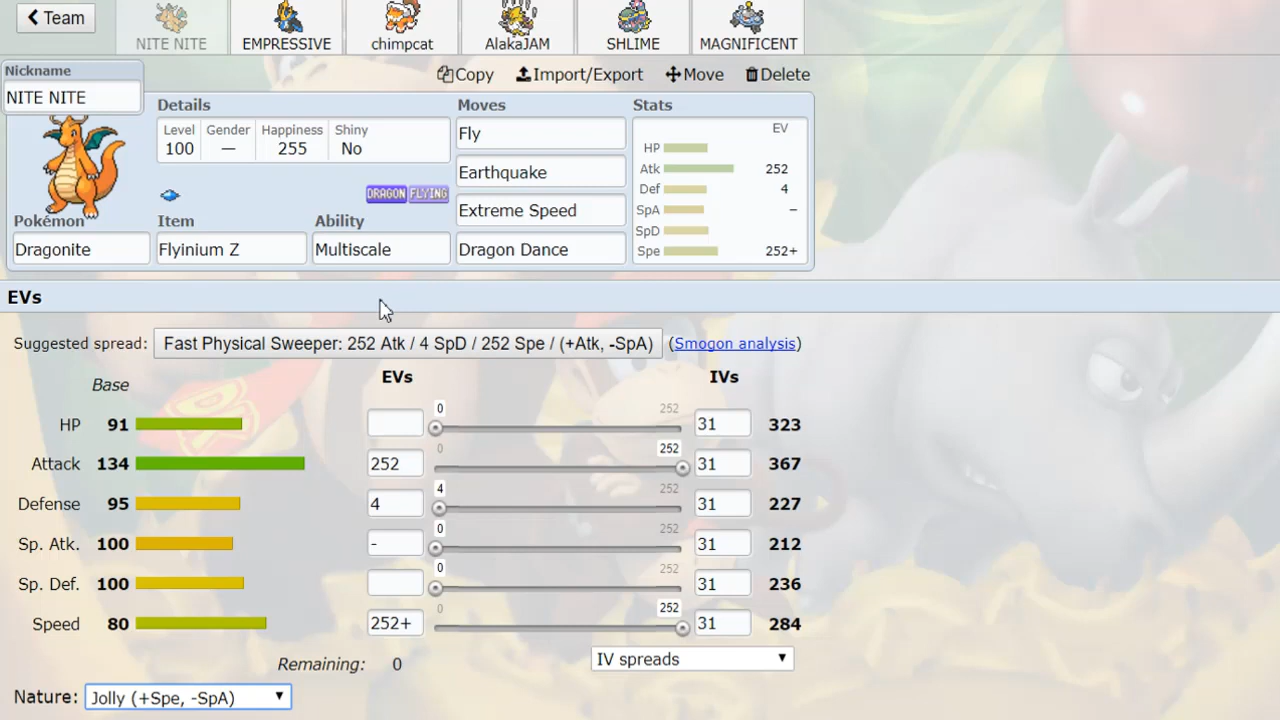 Team
NITE NITE
EMPRESSIVE
chimpcat
AlakaJAM
SHLIME
MAGNIFICENT
Copy Import/Export Move Delete
Nickname
NITE NITE
Details
Level Gender Happiness Shiny
100 — 255 No
DRAGON FLYING
Pokémon Item Ability
Dragonite Flyinium Z Multiscale
Moves
Fly
Earthquake
Extreme Speed
Dragon Dance
Stats
EV
HP
Atk 252
Def 4
SpA –
SpD
Spe 252+
EVs
Suggested spread: Fast Physical Sweeper: 252 Atk / 4 SpD / 252 Spe / (+Atk, -SpA) (Smogon analysis)
Base EVs IVs
HP 91 0 252 31 323
Attack 134 252 0 252 31 367
Defense 95 4 4 252 31 227
Sp. Atk. 100 - 0 252 31 212
Sp. Def. 100 0 252 31 236
Speed 80 252+ 0 252 31 284
Remaining: 0 IV spreads
Nature: Jolly (+Spe, -SpA)